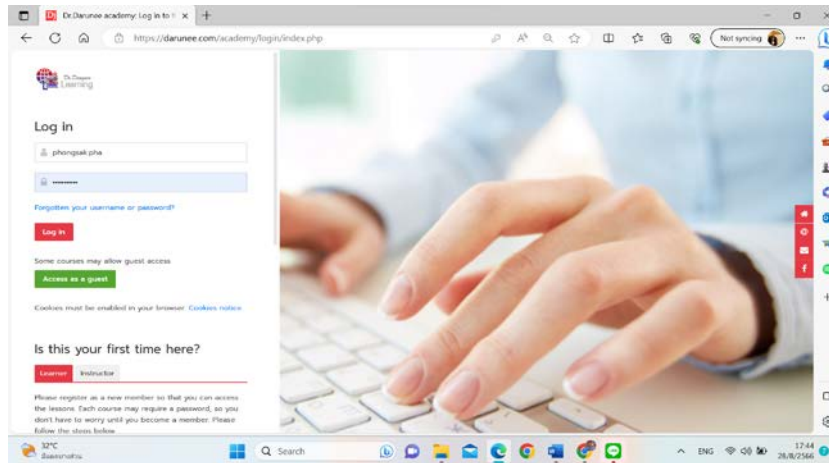 Dr.Darunee academy: Log in to t
https://darunee.com/academy/login/index.php
Not syncing
Dr. Darunee
Learning
Log in
phongsak.pha
Forgotten your username or password?
Log in
Some courses may allow guest access
Access as a guest
Cookies must be enabled in your browser Cookies notice
Is this your first time here?
Learner Instructor
Please register as a new member so that you can access
the lessons. Each course may require a password, so you
don't have to worry until you become a member. Please
follow the steps below
32°C
Search
ENG
17:44
28/8/2566